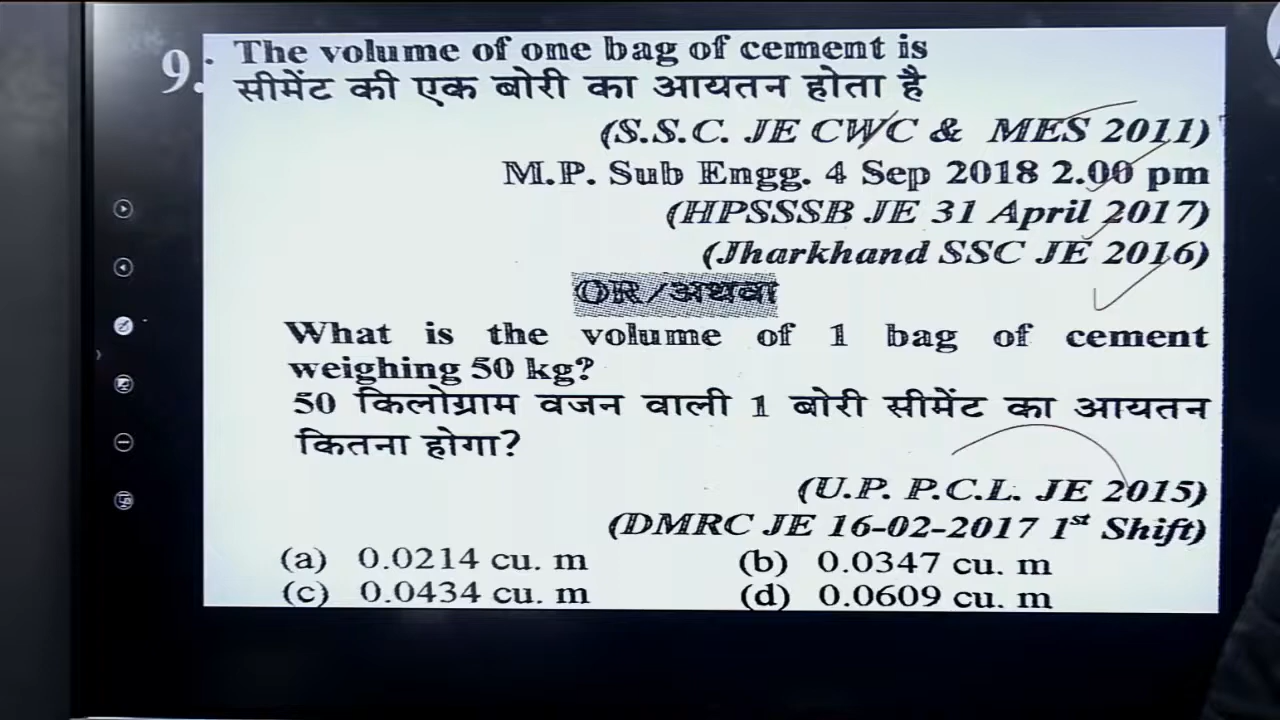 9. The volume of one bag of cement is
सीमेंट की एक बोरी का आयतन होता है
(S.S.C. JE CWC & MES 2011)
M.P. Sub Engg. 4 Sep 2018 2.00 pm
(HPSSSB JE 31 April 2017)
(Jharkhand SSC JE 2016)
OR/अथवा
What is the volume of 1 bag of cement
weighing 50 kg?
50 किलोग्राम वजन वाली 1 बोरी सीमेंट का आयतन
कितना होगा?
(U.P. P.C.L. JE 2015)
(DMRC JE 16-02-2017 1st Shift)
(a) 0.0214 cu. m (b) 0.0347 cu. m
(c) 0.0434 cu. m (d) 0.0609 cu. m